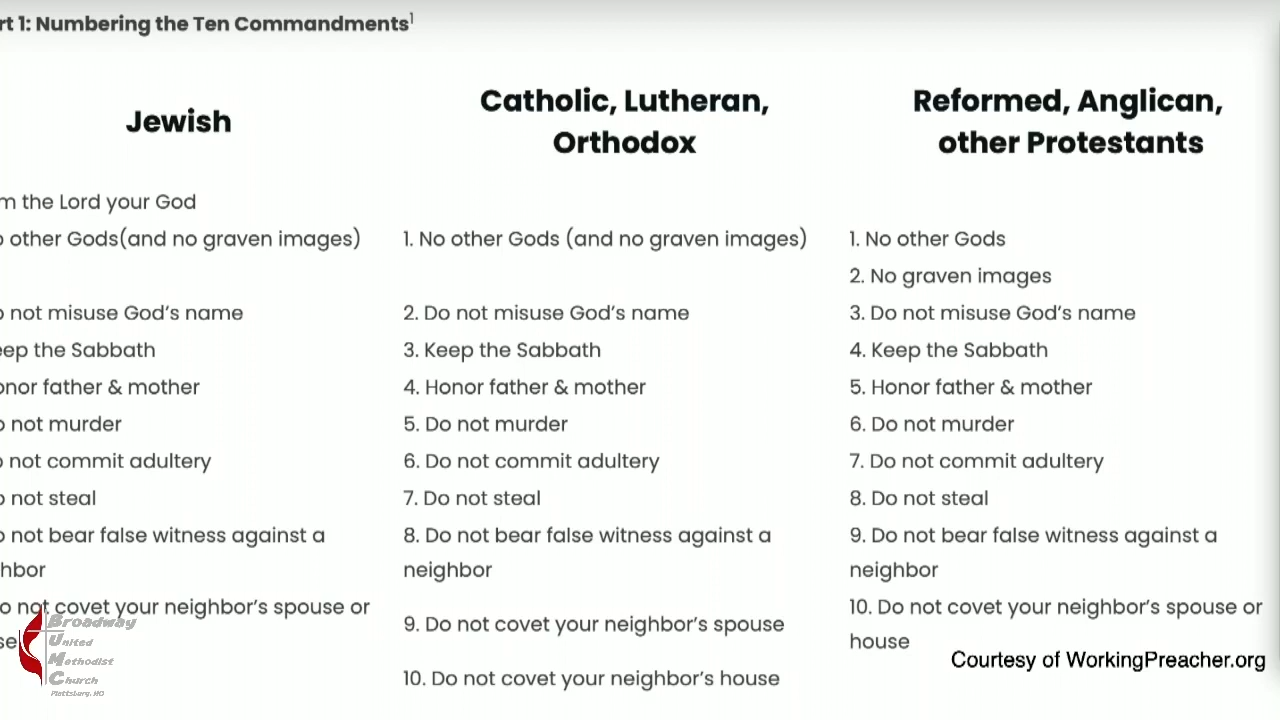 rt 1: Numbering the Ten Commandments1
Jewish
m the Lord your God
o other Gods(and no graven images)
o not misuse God's name
eep the Sabbath
onor father & mother
o not murder
o not commit adultery
o not steal
o not bear false witness against a
hbor
o not covet your neighbor's spouse or
se
Catholic, Lutheran,
Orthodox
1. No other Gods (and no graven images)
2. Do not misuse God's name
3. Keep the Sabbath
4. Honor father & mother
5. Do not murder
6. Do not commit adultery
7. Do not steal
8. Do not bear false witness against a
neighbor
9. Do not covet your neighbor's spouse
10. Do not covet your neighbor's house
Reformed, Anglican,
other Protestants
1. No other Gods
2. No graven images
3. Do not misuse God's name
4. Keep the Sabbath
5. Honor father & mother
6. Do not murder
7. Do not commit adultery
8. Do not steal
9. Do not bear false witness against a
neighbor
10. Do not covet your neighbor's spouse or
house
Courtesy of WorkingPreacher.org
Broadway
United
Methodist
Church
Plattsburg, MO